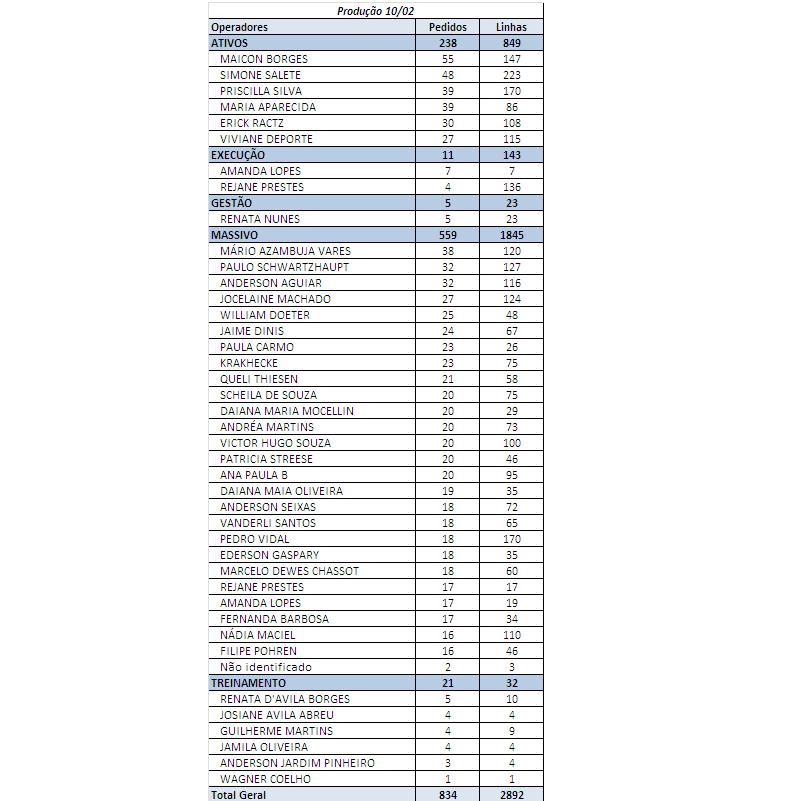 Produção 10/02
Operadores Pedidos Linhas
ATIVOS 238 849
MAICON BORGES 55 147
SIMONE SALETE 48 223
PRISCILLA SILVA 39 170
MARIA APARECIDA 39 86
ERICK RACTZ 30 108
VIVIANE DEPORTE 27 115
EXECUÇÃO 11 143
AMANDA LOPES 7 7
REJANE PRESTES 4 136
GESTÃO 5 23
RENATA NUNES 5 23
MASSIVO 559 1845
MÁRIO AZAMBUJA VARES 38 120
PAULO SCHWARTZHAUPT 32 127
ANDERSON AGUIAR 32 116
JOCELAINE MACHADO 27 124
WILLIAM DOETER 25 48
JAIME DINIS 24 67
PAULA CARMO 23 26
KRAKHECKE 23 75
QUELI THIESEN 21 58
SCHEILA DE SOUZA 20 75
DAIANA MARIA MOCELLIN 20 29
ANDRÉA MARTINS 20 73
VICTOR HUGO SOUZA 20 100
PATRICIA STREESE 20 46
ANA PAULA B 20 95
DAIANA MAIA OLIVEIRA 19 35
ANDERSON SEIXAS 18 72
VANDERLI SANTOS 18 65
PEDRO VIDAL 18 170
EDERSON GASPARY 18 35
MARCELO DEWES CHASSOT 18 60
REJANE PRESTES 17 17
AMANDA LOPES 17 19
FERNANDA BARBOSA 17 34
NÁDIA MACIEL 16 110
FILIPE POHREN 16 46
Não identificado 2 3
TREINAMENTO 21 32
RENATA D'AVILA BORGES 5 10
JOSIANE AVILA ABREU 4 4
GUILHERME MARTINS 4 9
JAMILA OLIVEIRA 4 4
ANDERSON JARDIM PINHEIRO 3 4
WAGNER COELHO 1 1
Total Geral 834 2892